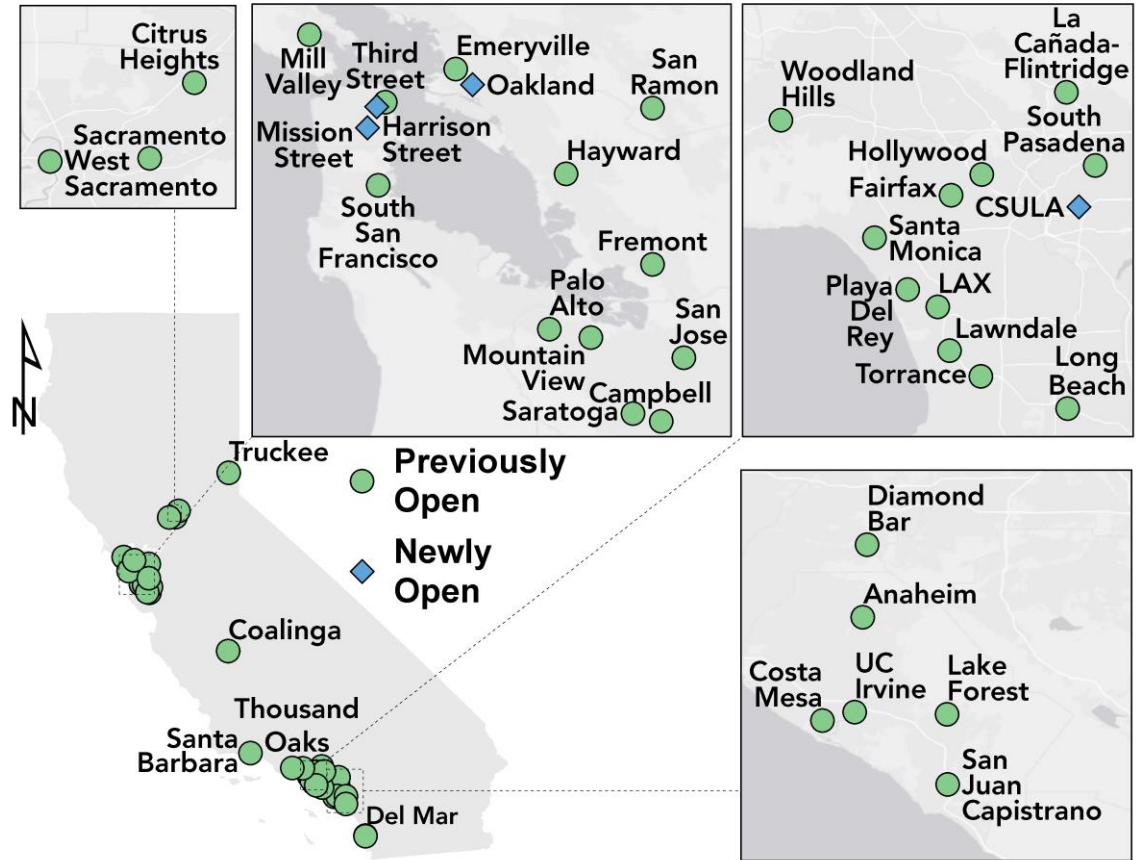 Citrus
Heights
Sacramento
West
Sacramento
Mill
Valley
Third
Street
Emeryville
Oakland
San
Ramon
Mission
Street
Harrison
Street
Hayward
South
San
Francisco
Fremont
Palo
Alto
San
Jose
Mountain
View
Campbell
Saratoga
La
Cañada-
Flintridge
Woodland
Hills
South
Pasadena
Hollywood
Fairfax
CSULA
Santa
Monica
Playa
Del
Rey
LAX
Lawndale
Torrance
Long
Beach
N
Truckee
Previously
Open
Newly
Open
Coalinga
Thousand
Oaks
Santa
Barbara
Del Mar
Diamond
Bar
Anaheim
Costa
Mesa
UC
Irvine
Lake
Forest
San
Juan
Capistrano